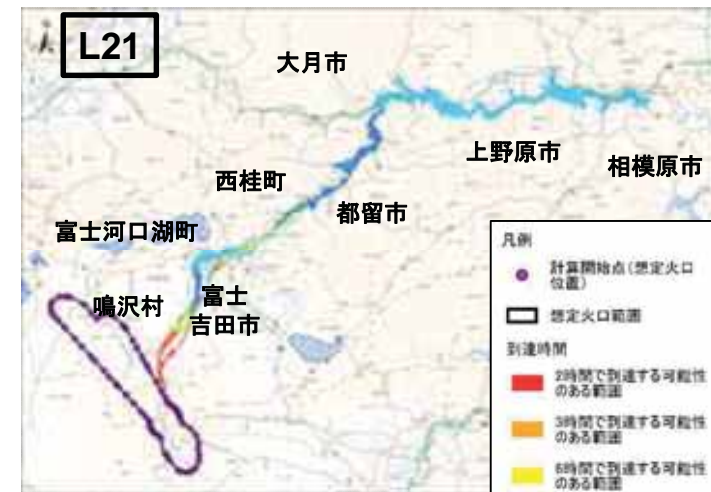 L21
大月市
上野原市
相模原市
西桂町
都留市
富士河口湖町
鳴沢村
富士
吉田市
凡例
計算開始点(想定火口
位置)
想定火口範囲
到達時間
2時間で到達する可能性
のある範囲
3時間で到達する可能性
のある範囲
6時間で到達する可能性
のある範囲